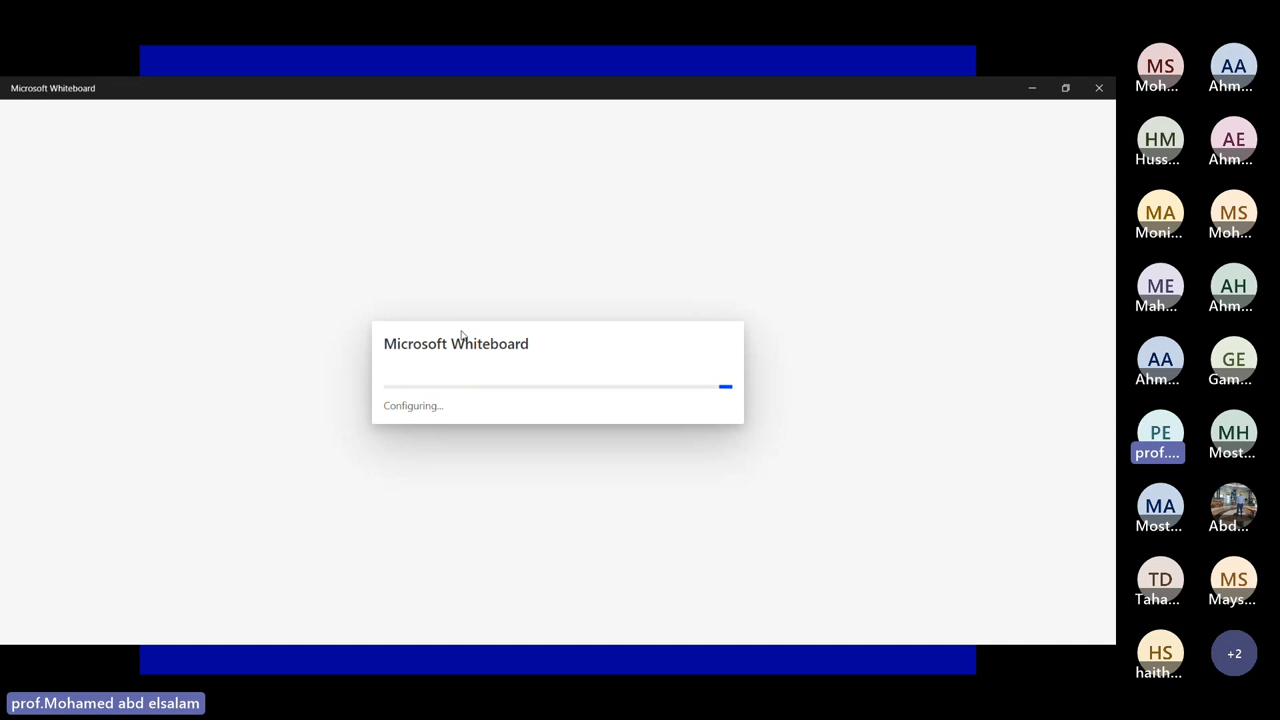 Microsoft Whiteboard
Microsoft Whiteboard
Configuring...
MS
Moh...
AA
Ahm...
HM
Huss...
AE
Ahm...
MA
Moni...
MS
Moh...
ME
Mah...
AH
Ahm...
AA
Ahm...
GE
Gam...
PE
prof....
MH
Most...
MA
Most...
Abd...
TD
Taha...
MS
Mays...
HS
haith...
+2
prof.Mohamed abd elsalam